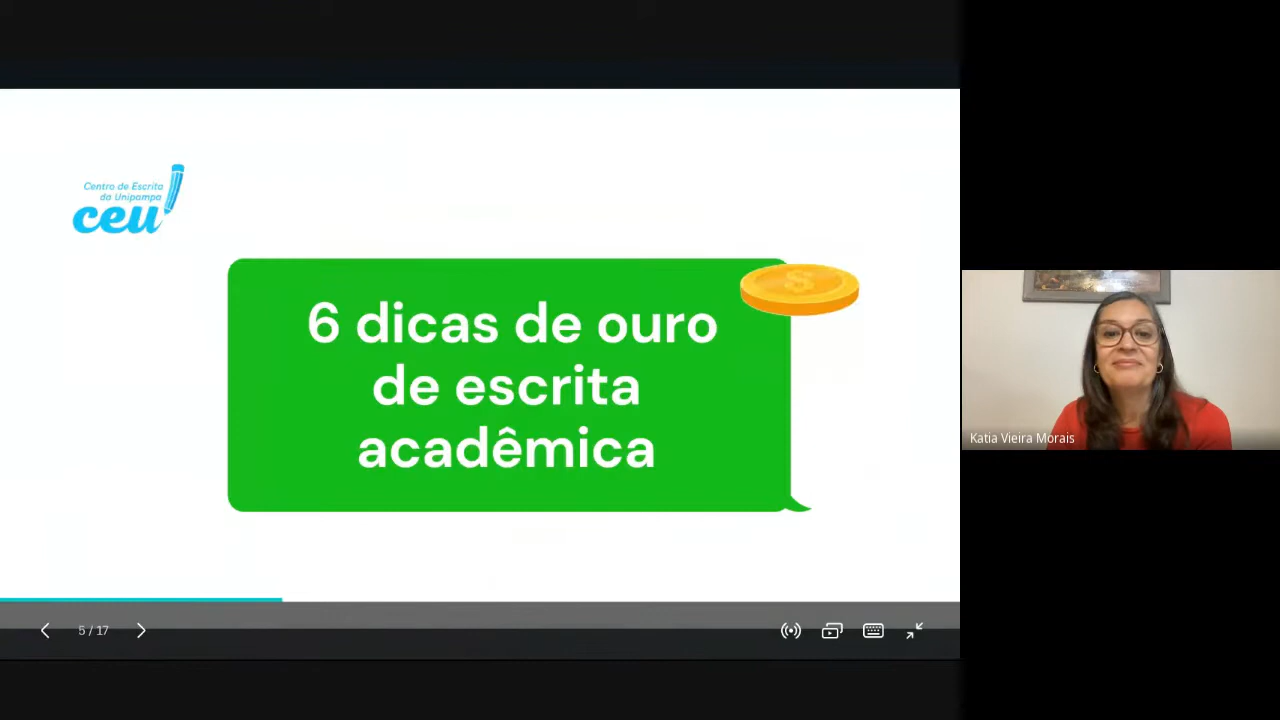 Centro de Escrita
da Unipampa
ceu
6 dicas de ouro
de escrita
acadêmica
$
5 / 17
Katia Vieira Morais